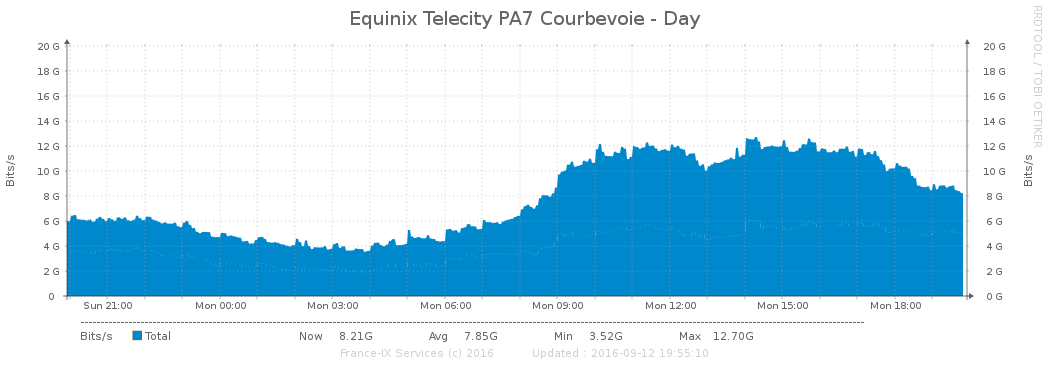 Equinix Telecity PA7 Courbevoie - Day
RRDTOOL / TOBI OETIKER
Bits/s
Bits/s
20 G 20 G
18 G 18 G
16 G 16 G
14 G 14 G
12 G 12 G
10 G 10 G
8 G 8 G
6 G 6 G
4 G 4 G
2 G 2 G
0 0 G
Sun 21:00 Mon 00:00 Mon 03:00 Mon 06:00 Mon 09:00 Mon 12:00 Mon 15:00 Mon 18:00
Bits/s Total Now 8.21G Avg 7.85G Min 3.52G Max 12.70G
France-IX Services (c) 2016 Updated : 2016-09-12 19:55:10